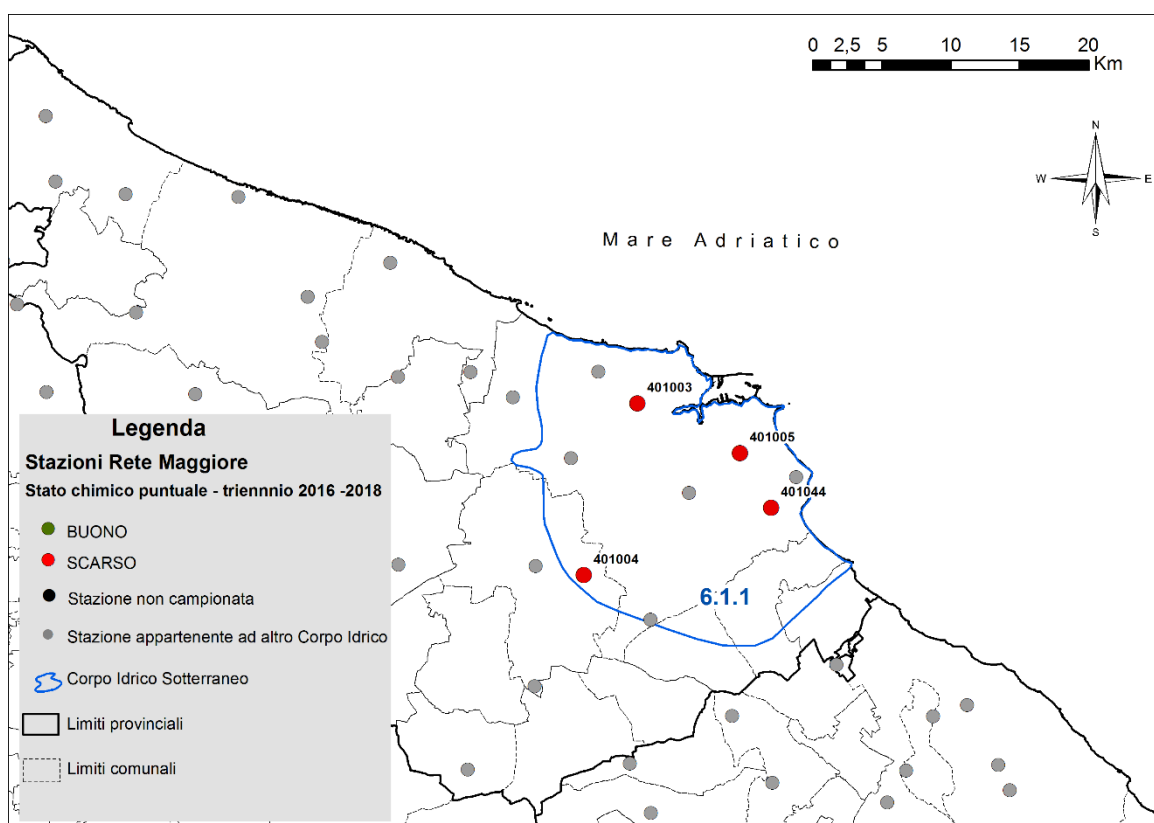 0 2,5 5 10 15 20
Km
N
W E
S
Mare Adriatico
401003
401005
401044
401004
6.1.1
Legenda
Stazioni Rete Maggiore
Stato chimico puntuale - triennnio 2016 -2018
BUONO
SCARSO
Stazione non campionata
Stazione appartenente ad altro Corpo Idrico
Corpo Idrico Sotterraneo
Limiti provinciali
Limiti comunali